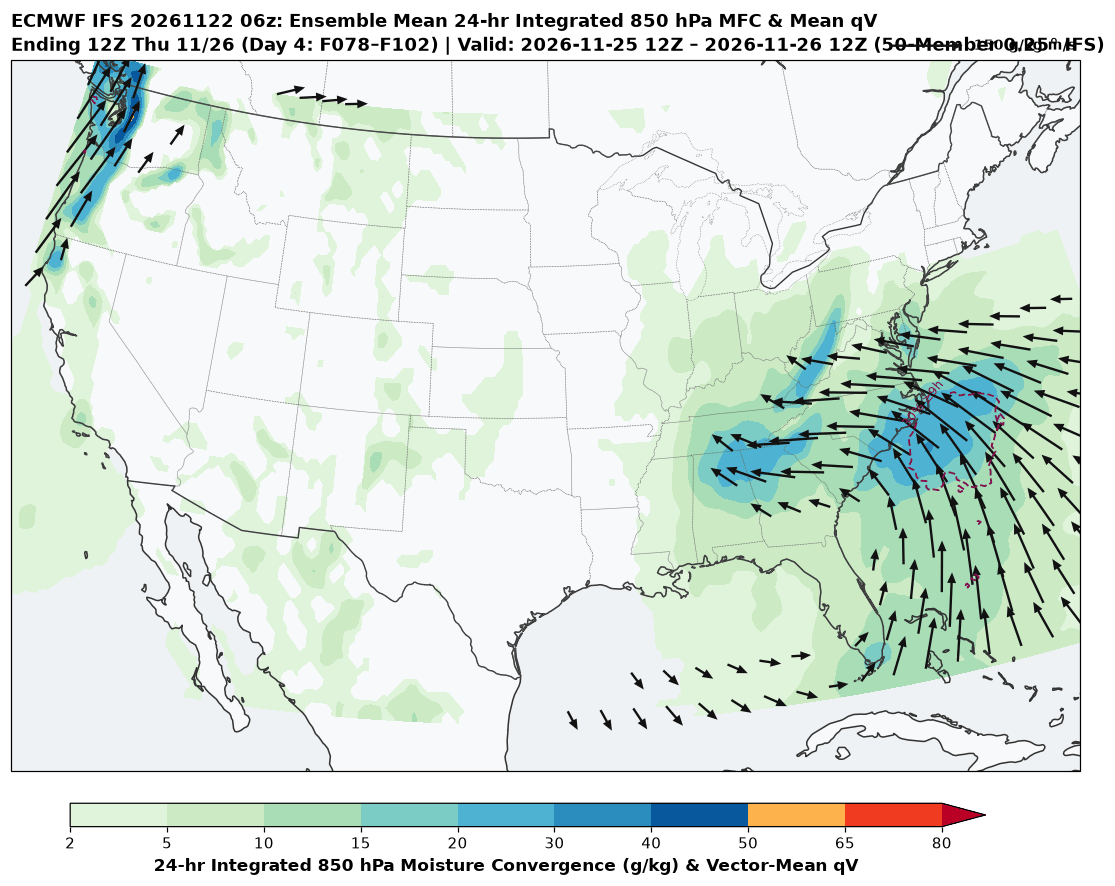 ECMWF IFS 20261122 06z: Ensemble Mean 24-hr Integrated 850 hPa MFC & Mean qV
Ending 12Z Thu 11/26 (Day 4: F078–F102) | Valid: 2026-11-25 12Z – 2026-11-26 12Z (50-Member 0.25° IFS)
2 5 10 15 20 30 40 50 65 80
24-hr Integrated 850 hPa Moisture Convergence (g/kg) & Vector-Mean qV